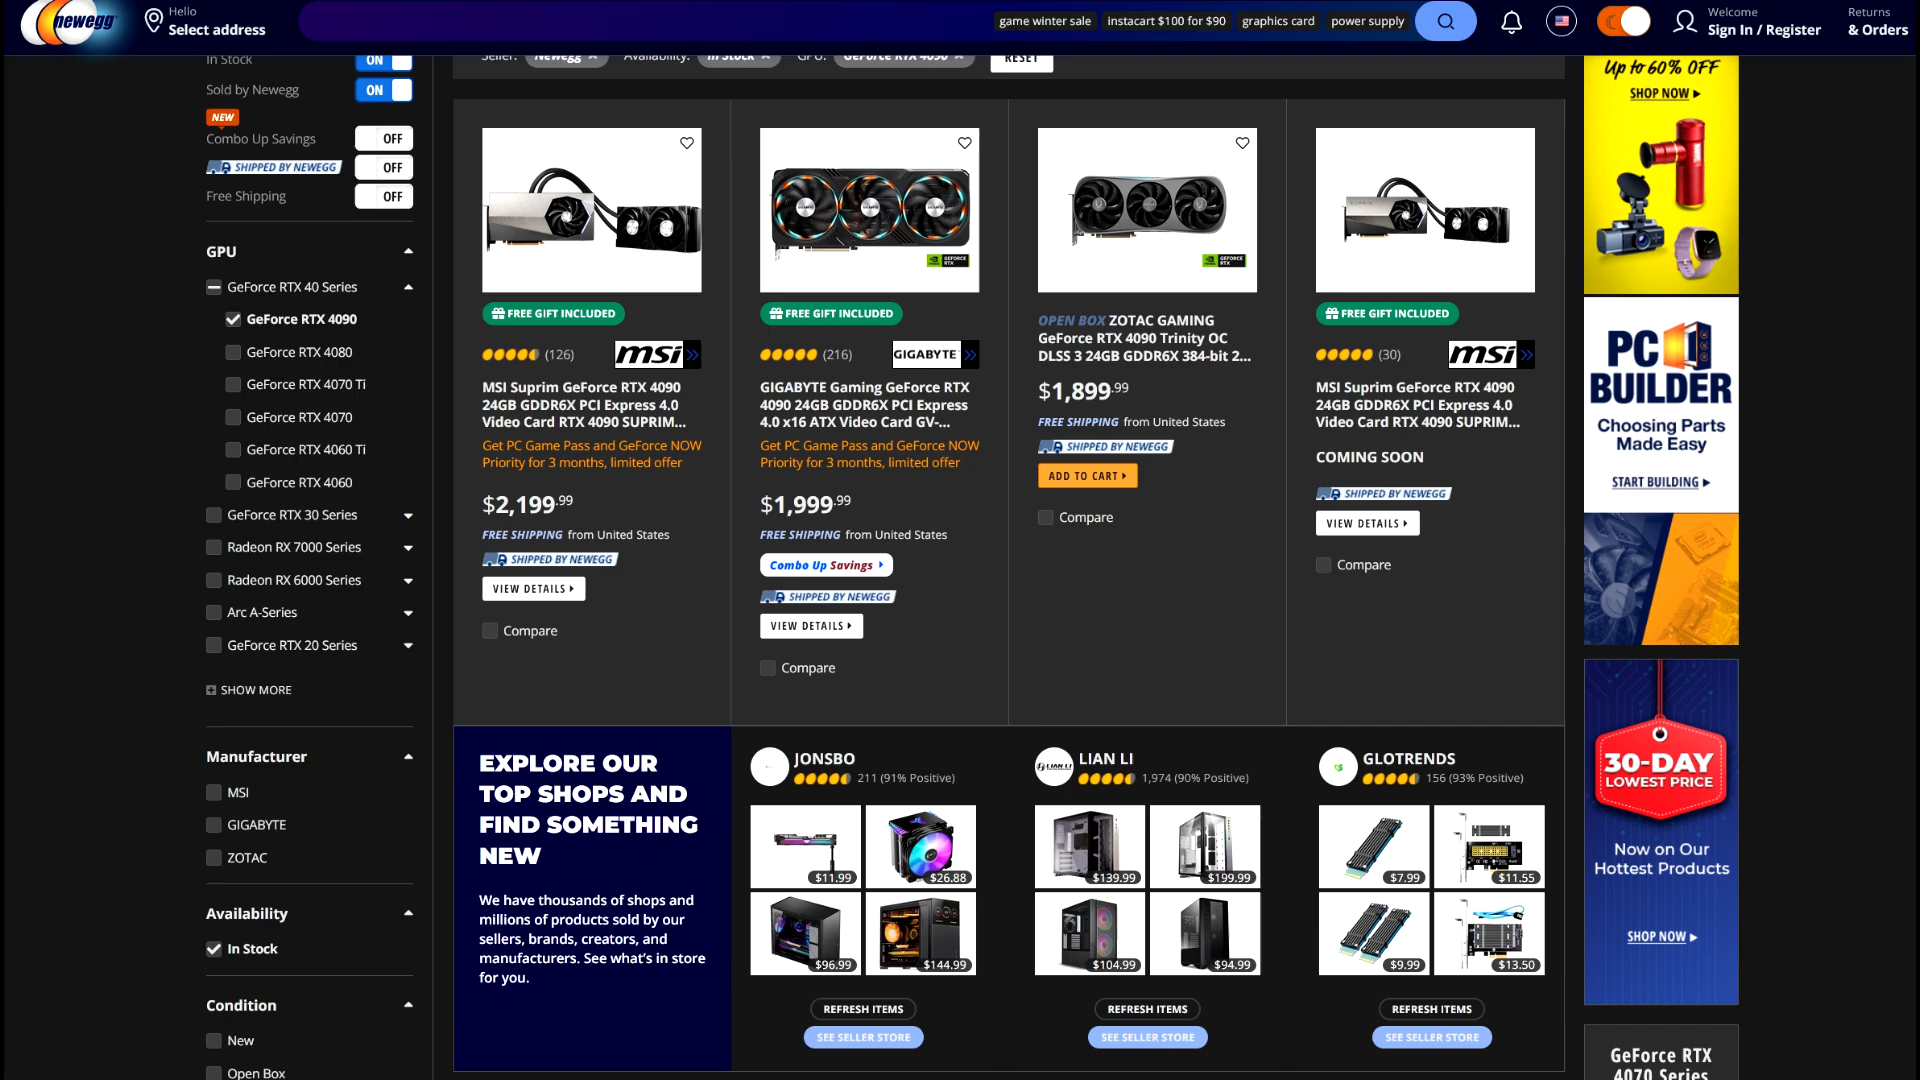 newegg
Hello
Select address
game winter sale
instacart $100 for $90
graphics card
power supply
Welcome
Sign In / Register
Returns
& Orders
In Stock
ON
Sold by Newegg
ON
NEW
Combo Up Savings
OFF
SHIPPED BY NEWEGG
OFF
Free Shipping
OFF
GPU
GeForce RTX 40 Series
GeForce RTX 4090
GeForce RTX 4080
GeForce RTX 4070 Ti
GeForce RTX 4070
GeForce RTX 4060 Ti
GeForce RTX 4060
GeForce RTX 30 Series
Radeon RX 7000 Series
Radeon RX 6000 Series
Arc A-Series
GeForce RTX 20 Series
SHOW MORE
Manufacturer
MSI
GIGABYTE
ZOTAC
Availability
In Stock
Condition
New
Open Box
Seller: Newegg
Availability: In Stock
GPU: GeForce RTX 4090
RESET
FREE GIFT INCLUDED
(126)
msi
MSI Suprim GeForce RTX 4090
24GB GDDR6X PCI Express 4.0
Video Card RTX 4090 SUPRIM...
Get PC Game Pass and GeForce NOW
Priority for 3 months, limited offer
$2,199.99
FREE SHIPPING from United States
SHIPPED BY NEWEGG
VIEW DETAILS
Compare
GEFORCE
RTX
FREE GIFT INCLUDED
(216)
GIGABYTE
GIGABYTE Gaming GeForce RTX
4090 24GB GDDR6X PCI Express
4.0 x16 ATX Video Card GV-...
Get PC Game Pass and GeForce NOW
Priority for 3 months, limited offer
$1,999.99
FREE SHIPPING from United States
Combo Up Savings
SHIPPED BY NEWEGG
VIEW DETAILS
Compare
GEFORCE
RTX
OPEN BOX ZOTAC GAMING
GeForce RTX 4090 Trinity OC
DLSS 3 24GB GDDR6X 384-bit 2...
$1,899.99
FREE SHIPPING from United States
SHIPPED BY NEWEGG
ADD TO CART
Compare
FREE GIFT INCLUDED
(30)
msi
MSI Suprim GeForce RTX 4090
24GB GDDR6X PCI Express 4.0
Video Card RTX 4090 SUPRIM...
COMING SOON
SHIPPED BY NEWEGG
VIEW DETAILS
Compare
EXPLORE OUR
TOP SHOPS AND
FIND SOMETHING
NEW
We have thousands of shops and
millions of products sold by our
sellers, brands, creators, and
manufacturers. See what's in store
for you.
JONSBO
211 (91% Positive)
$11.99
$26.88
$96.99
$144.99
REFRESH ITEMS
SEE SELLER STORE
LIAN LI
LIAN LI
1,974 (90% Positive)
$139.99
$199.99
$104.99
$94.99
REFRESH ITEMS
SEE SELLER STORE
GLOTRENDS
156 (93% Positive)
$7.99
$11.55
$9.99
$13.50
REFRESH ITEMS
SEE SELLER STORE
Up to 60% OFF
SHOP NOW
PC
BUILDER
Choosing Parts
Made Easy
START BUILDING
30-DAY
LOWEST PRICE
Now on Our
Hottest Products
SHOP NOW
GeForce RTX
4070 Series